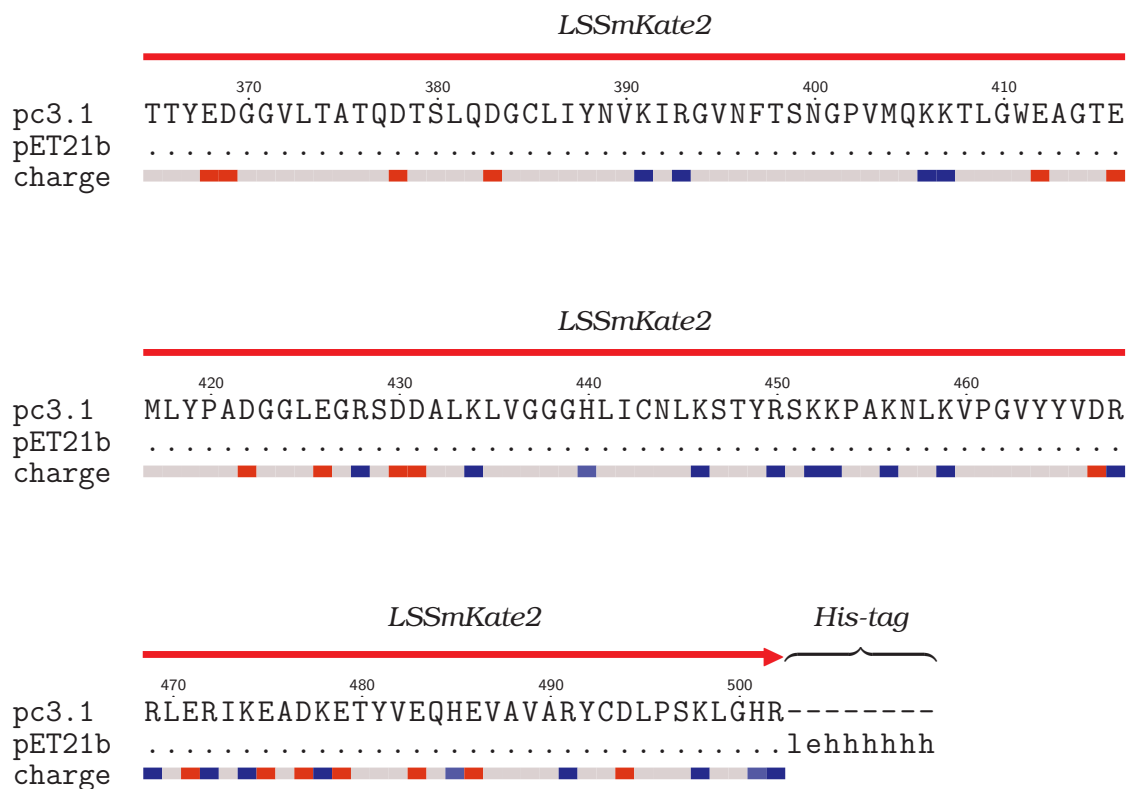 LSSmKate2
370 380 390 400 410
pc3.1 TTYEDGGVLTATQDTSLQDGCLIYNVKIRGVNFTSNGPVMQKKTLGWEAGTE
pET21b ....................................................
charge
LSSmKate2
420 430 440 450 460
pc3.1 MLYPADGGLEGRSDDALKLVGGGHLICNLKSTYRSKKPAKNLKVPGVYYVDR
pET21b ....................................................
charge
LSSmKate2 His-tag
470 480 490 500
pc3.1 RLERIKEADKETYVEQHEVAVARYCDLPSKLGHR--------
pET21b ..................................lehhhhhh
charge